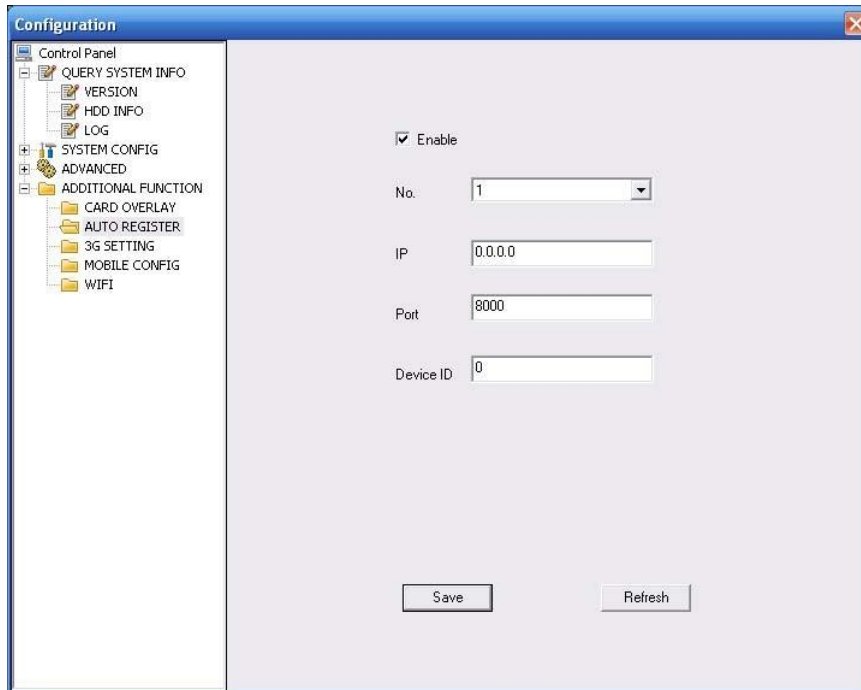 Configuration
Control Panel
QUERY SYSTEM INFO
VERSION
HDD INFO
LOG
SYSTEM CONFIG
ADVANCED
ADDITIONAL FUNCTION
CARD OVERLAY
AUTO REGISTER
3G SETTING
MOBILE CONFIG
WIFI
Enable
No. 1
IP 0.0.0.0
Port 8000
Device ID 0
Save Refresh